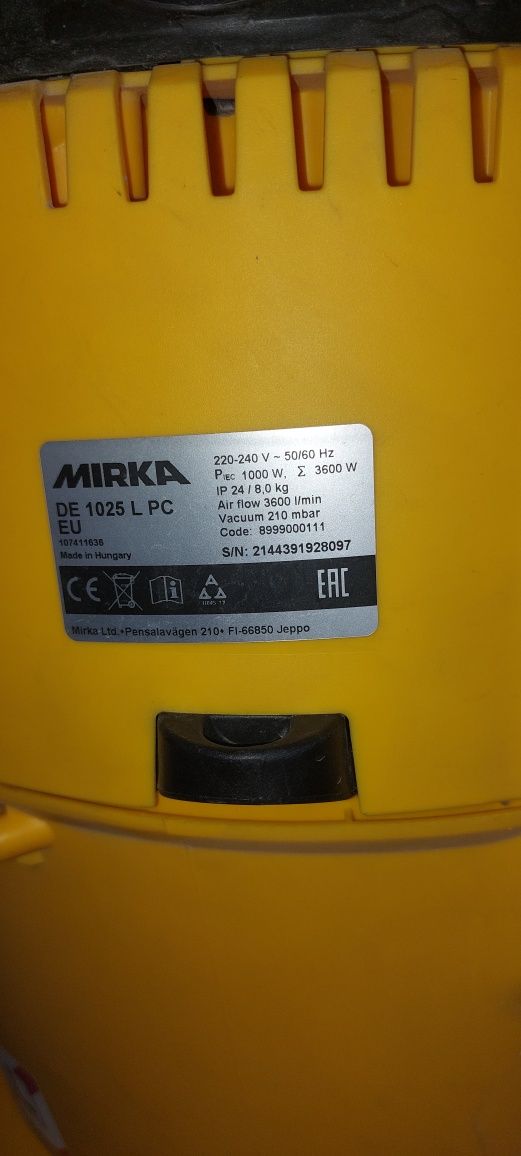 MIRKA
DE 1025 L PC
EU
107411636
Made in Hungary
220-240 V ~ 50/60 Hz
PIEC 1000 W, Σ 3600 W
IP 24 / 8,0 kg
Air flow 3600 l/min
Vacuum 210 mbar
Code: 8999000111
S/N: 2144391928097
CE
EAC
Mirka Ltd.•Pensalavägen 210• FI-66850 Jeppo